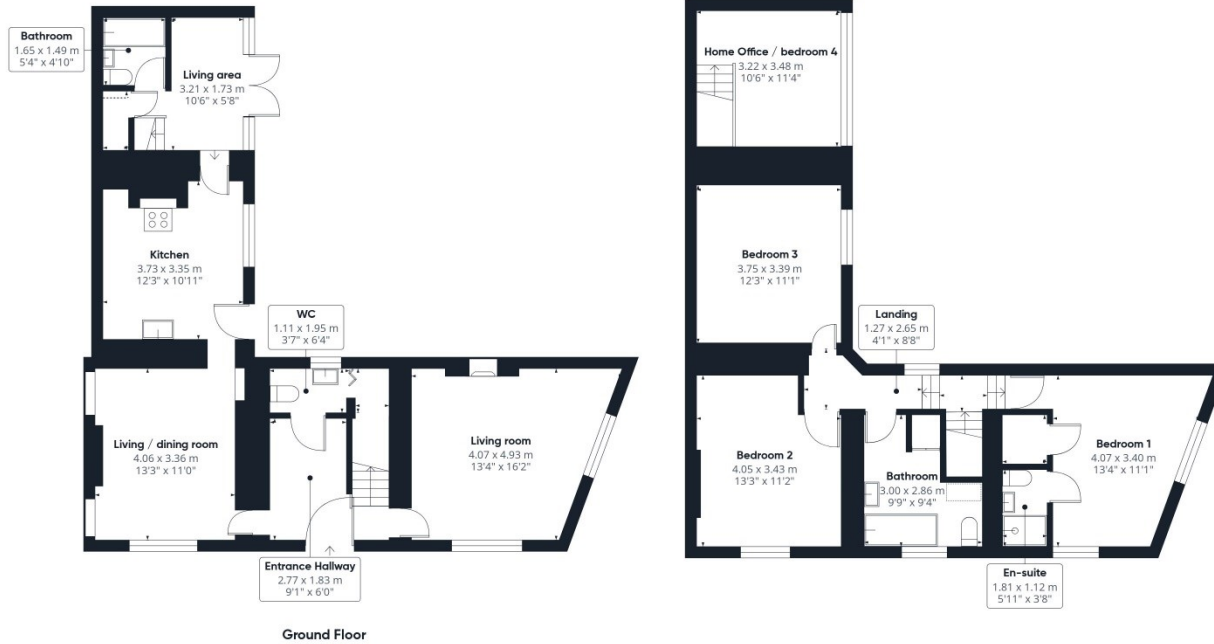 Bathroom
1.65 x 1.49 m
5'4" x 4'10"
Living area
3.21 x 1.73 m
10'6" x 5'8"
Kitchen
3.73 x 3.35 m
12'3" x 10'11"
WC
1.11 x 1.95 m
3'7" x 6'4"
Living / dining room
4.06 x 3.36 m
13'3" x 11'0"
Living room
4.07 x 4.93 m
13'4" x 16'2"
Entrance Hallway
2.77 x 1.83 m
9'1" x 6'0"
Ground Floor
Home Office / bedroom 4
3.22 x 3.48 m
10'6" x 11'4"
Bedroom 3
3.75 x 3.39 m
12'3" x 11'1"
Landing
1.27 x 2.65 m
4'1" x 8'8"
Bedroom 2
4.05 x 3.43 m
13'3" x 11'2"
Bathroom
3.00 x 2.86 m
9'9" x 9'4"
Bedroom 1
4.07 x 3.40 m
13'4" x 11'1"
En-suite
1.81 x 1.12 m
5'11" x 3'8"